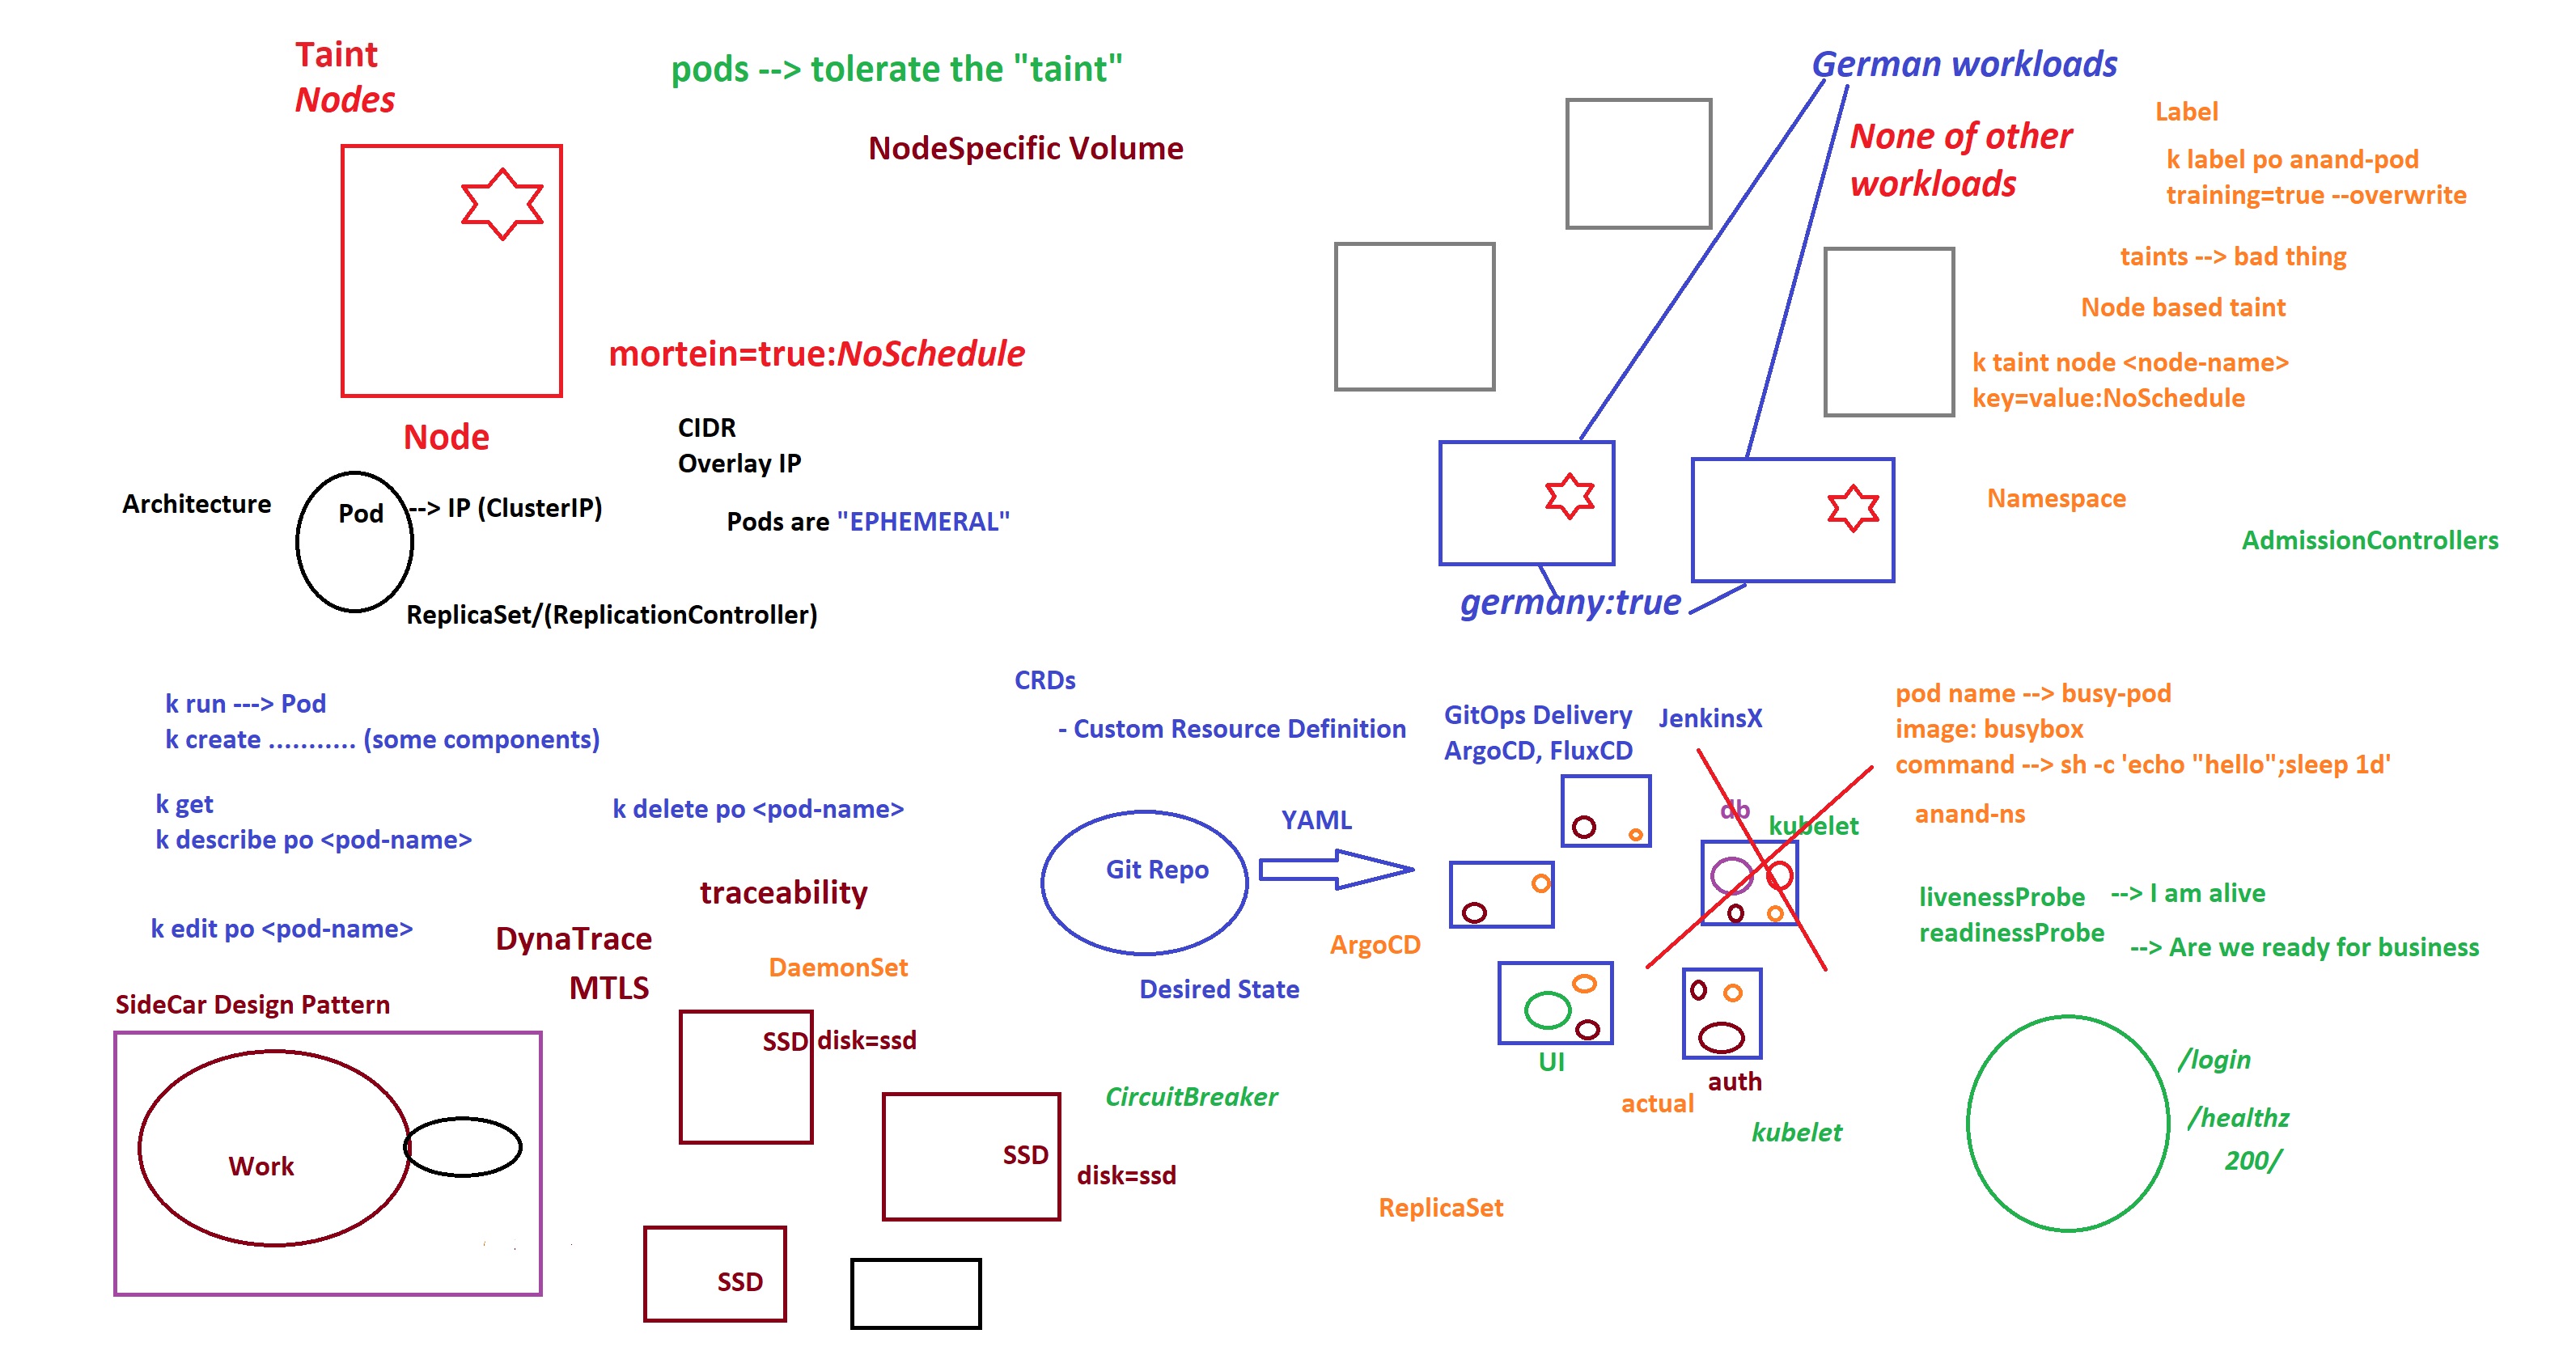 Taint
Nodes
pods --> tolerate the "taint"
NodeSpecific Volume
mortein=true:NoSchedule
Node
CIDR
Overlay IP
Architecture
Pod
--> IP (ClusterIP)
Pods are "EPHEMERAL"
ReplicaSet/(ReplicationController)
German workloads
None of other
workloads
Label
k label po anand-pod
training=true --overwrite
taints --> bad thing
Node based taint
k taint node <node-name>
key=value:NoSchedule
Namespace
AdmissionControllers
germany:true
k run ---> Pod
k create ........... (some components)
k get
k describe po <pod-name>
k delete po <pod-name>
k edit po <pod-name>
traceability
DynaTrace
MTLS
DaemonSet
SideCar Design Pattern
Work
SSD
disk=ssd
SSD
disk=ssd
SSD
CRDs
- Custom Resource Definition
GitOps Delivery
ArgoCD, FluxCD
JenkinsX
Git Repo
YAML
ArgoCD
Desired State
db
kubelet
UI
auth
actual
kubelet
CircuitBreaker
ReplicaSet
pod name --> busy-pod
image: busybox
command --> sh -c 'echo "hello";sleep 1d'
anand-ns
livenessProbe
--> I am alive
readinessProbe
--> Are we ready for business
/login
/healthz
200/